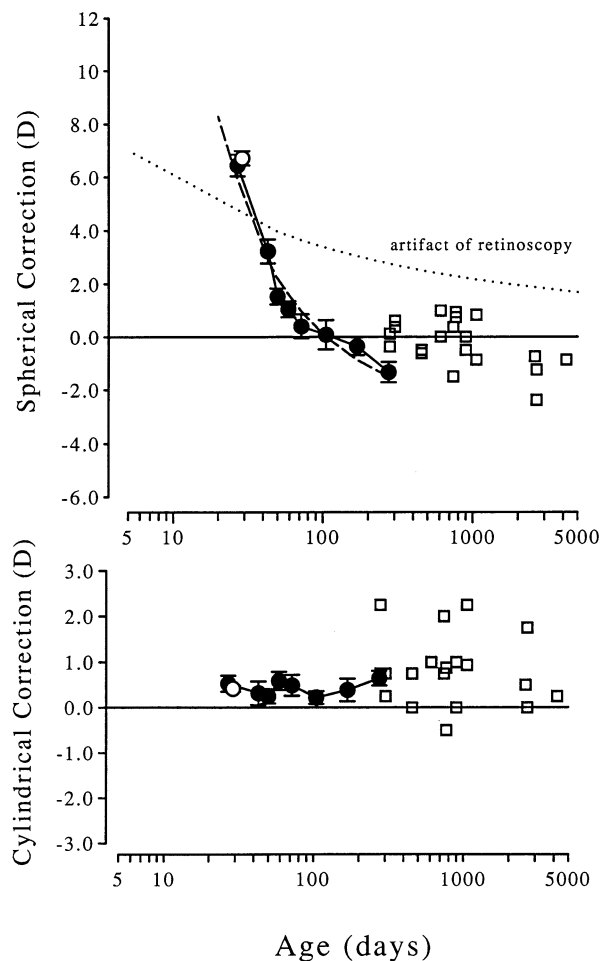 Spherical Correction (D)
12
8.0
6.0
4.0
2.0
0.0
-2.0
-4.0
-6.0
artifact of retinoscopy
5 10 100 1000 5000
Cylindrical Correction (D)
3.0
2.0
1.0
0.0
-1.0
-2.0
-3.0
5 10 100 1000 5000
Age (days)